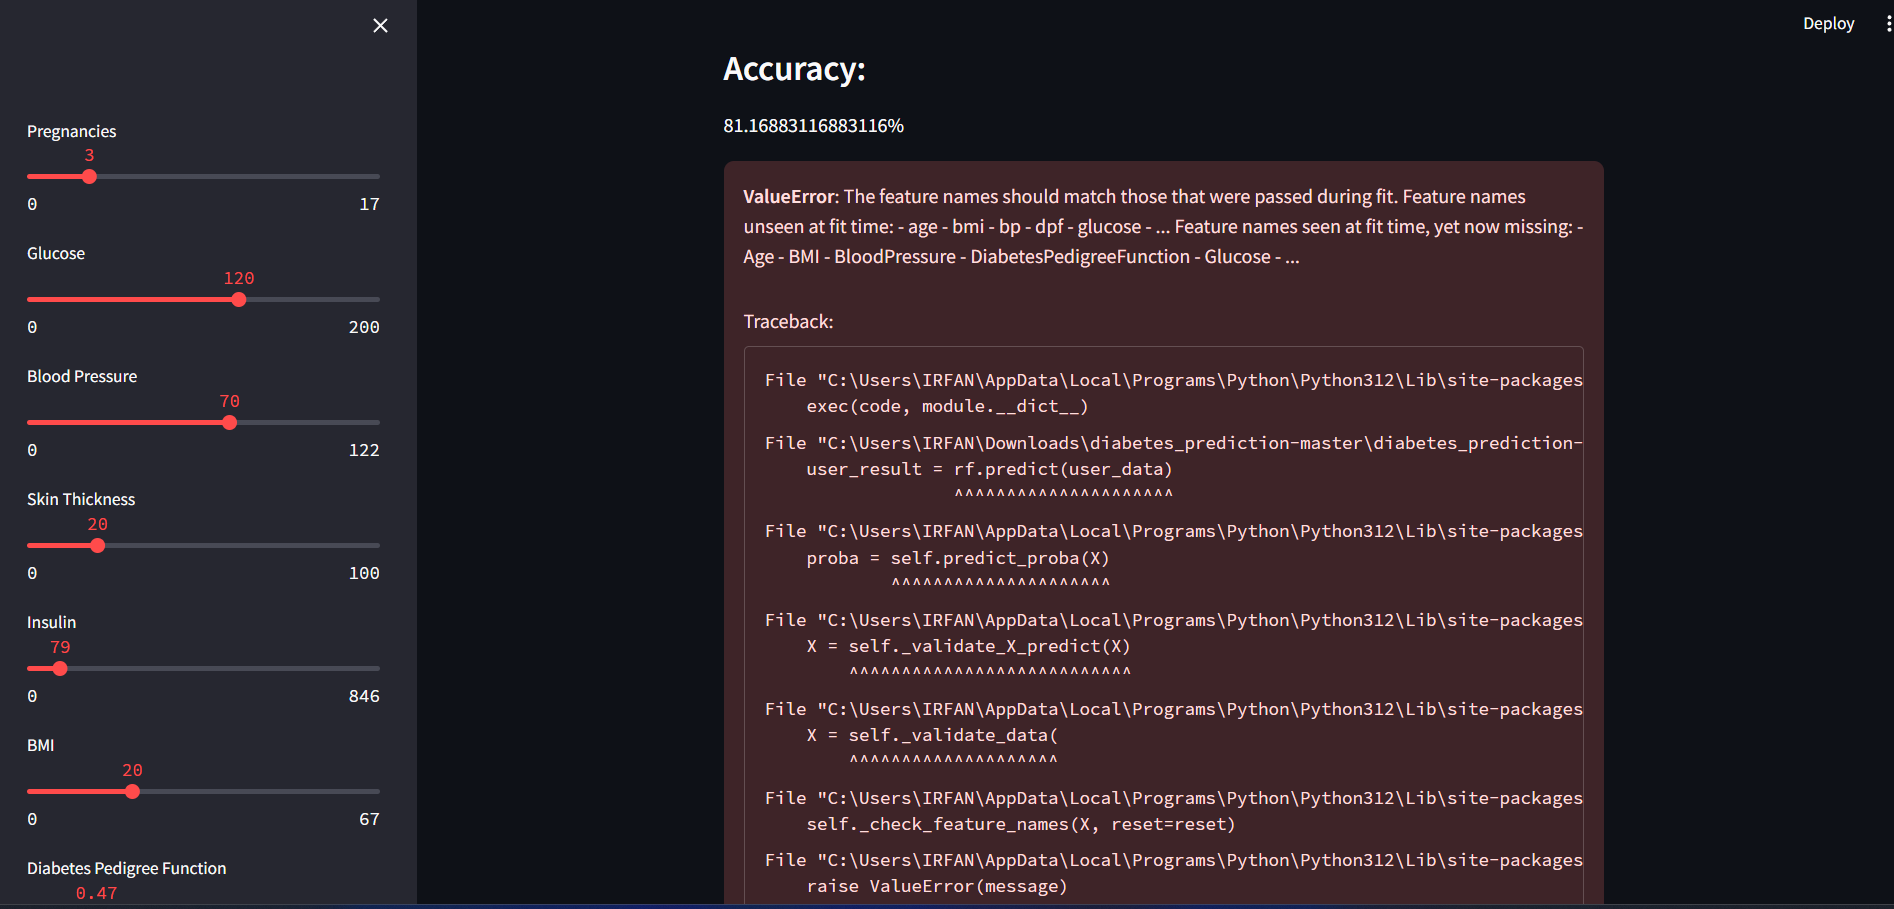 Deploy
Pregnancies
3
0 17
Glucose
120
0 200
Blood Pressure
70
0 122
Skin Thickness
20
0 100
Insulin
79
0 846
BMI
20
0 67
Diabetes Pedigree Function
0.47
Accuracy:
81.16883116883116%
ValueError: The feature names should match those that were passed during fit. Feature names
unseen at fit time: - age - bmi - bp - dpf - glucose - ... Feature names seen at fit time, yet now missing: -
Age - BMI - BloodPressure - DiabetesPedigreeFunction - Glucose - ...
Traceback:
File "C:\Users\IRFAN\AppData\Local\Programs\Python\Python312\Lib\site-packages
exec(code, module.__dict__)
File "C:\Users\IRFAN\Downloads\diabetes_prediction-master\diabetes_prediction-
user_result = rf.predict(user_data)
^^^^^^^^^^^^^^^^^^^^^
File "C:\Users\IRFAN\AppData\Local\Programs\Python\Python312\Lib\site-packages
proba = self.predict_proba(X)
^^^^^^^^^^^^^^^^^^^^^
File "C:\Users\IRFAN\AppData\Local\Programs\Python\Python312\Lib\site-packages
X = self._validate_X_predict(X)
^^^^^^^^^^^^^^^^^^^^^^^^^^^
File "C:\Users\IRFAN\AppData\Local\Programs\Python\Python312\Lib\site-packages
X = self._validate_data(
^^^^^^^^^^^^^^^^^^^^
File "C:\Users\IRFAN\AppData\Local\Programs\Python\Python312\Lib\site-packages
self._check_feature_names(X, reset=reset)
File "C:\Users\IRFAN\AppData\Local\Programs\Python\Python312\Lib\site-packages
raise ValueError(message)